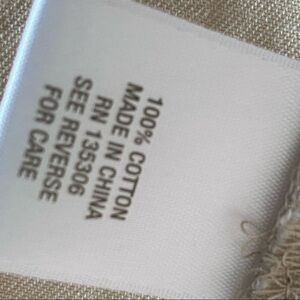 100% COTTON
MADE IN CHINA
RN 135306
SEE REVERSE
FOR CARE